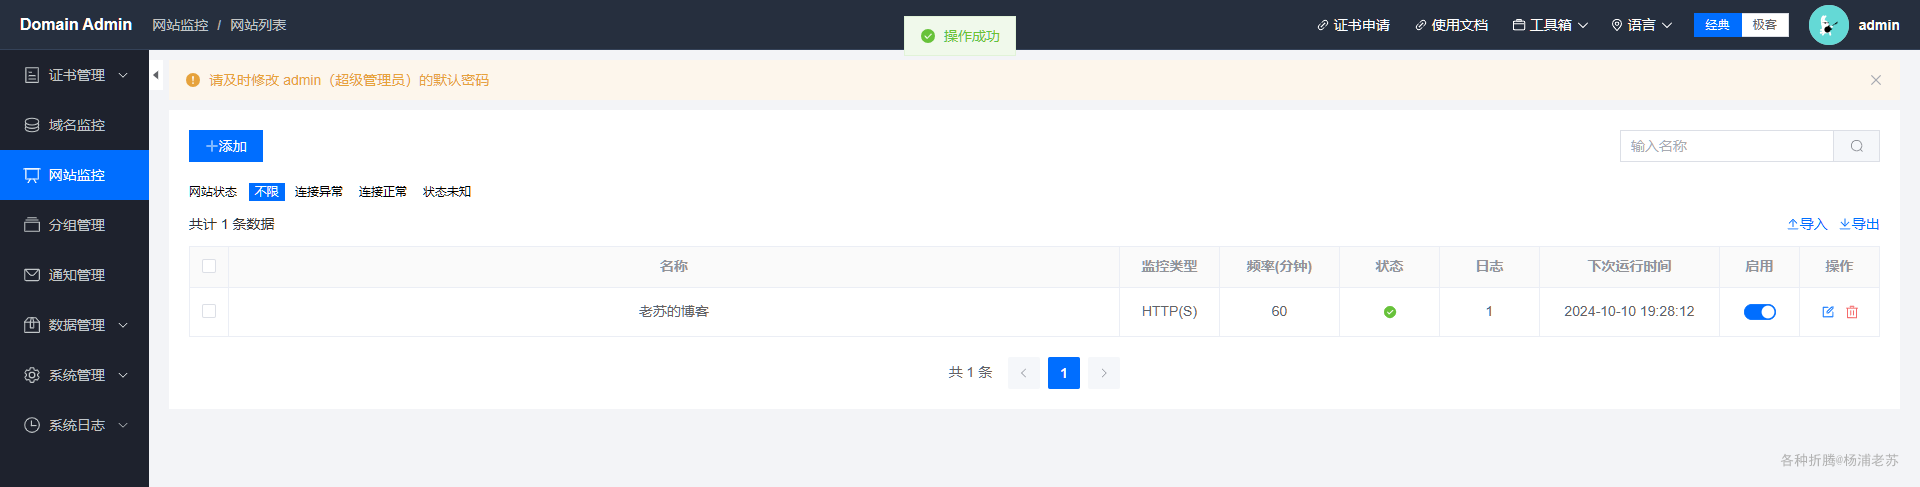 Domain Admin 网站监控 / 网站列表 操作成功 证书申请 使用文档 工具箱 语言 经典 极客 admin
证书管理
域名监控
网站监控
分组管理
通知管理
数据管理
系统管理
系统日志
请及时修改 admin（超级管理员）的默认密码
+添加 输入名称
网站状态 不限 连接异常 连接正常 状态未知
共计 1 条数据 导入 导出
名称 监控类型 频率(分钟) 状态 日志 下次运行时间 启用 操作
老苏的博客 HTTP(S) 60 1 2024-10-10 19:28:12
共 1 条 1
各种折腾@杨浦老苏